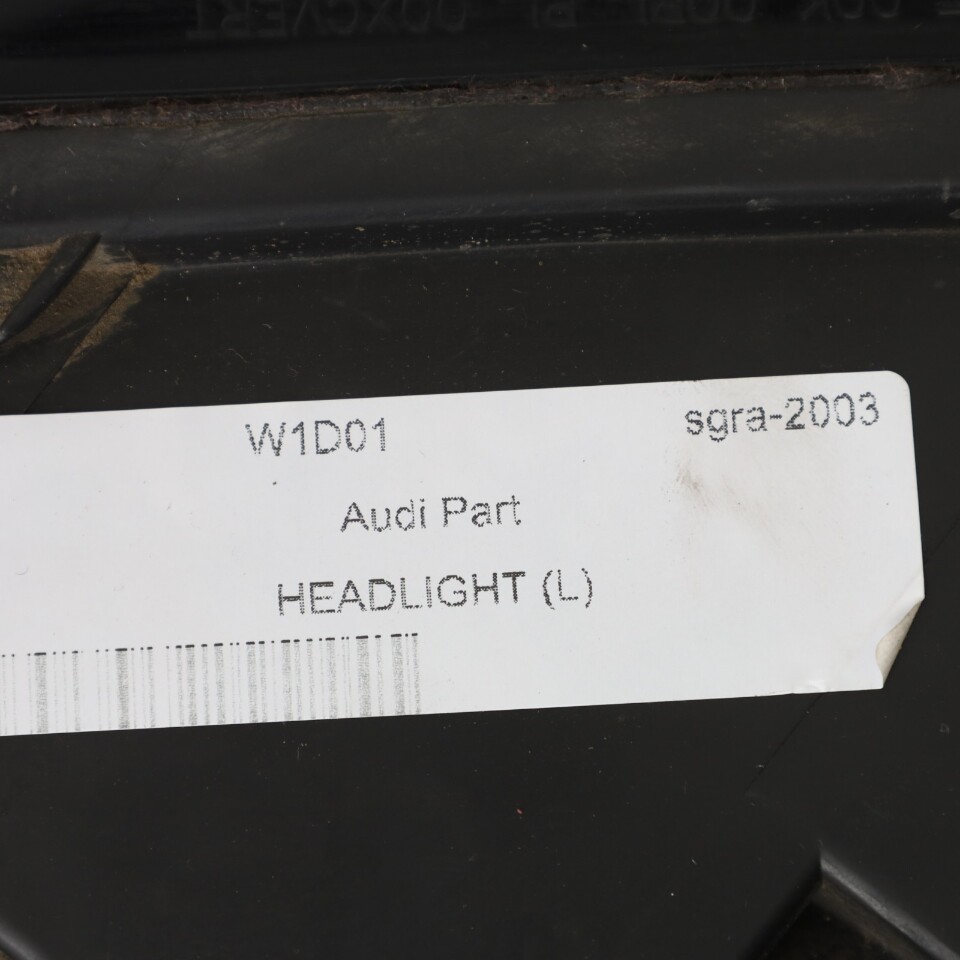 W1D01 sgra-2003
Audi Part
HEADLIGHT (L)